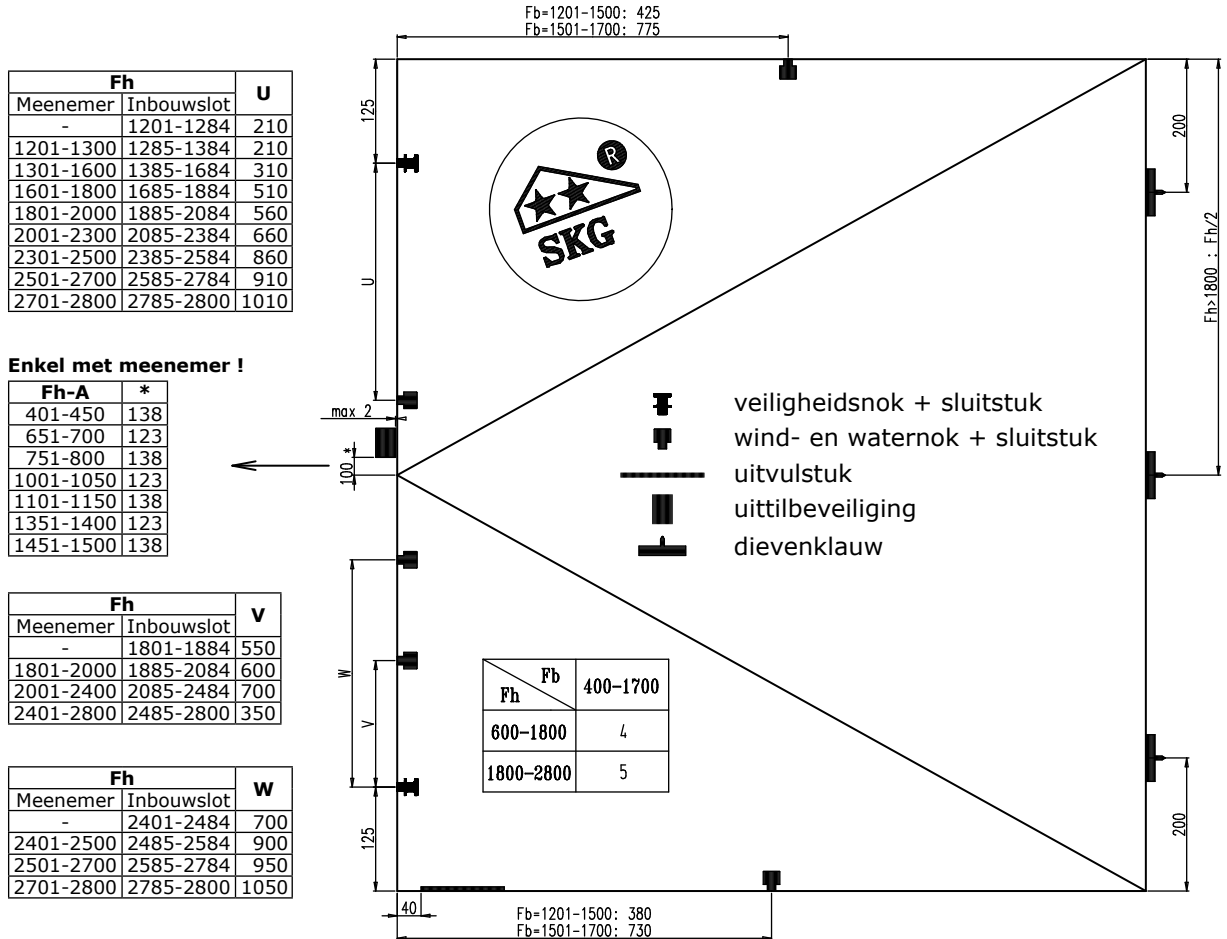 Fb=1201-1500: 425
Fb=1501-1700: 775
Fh U
Meenemer Inbouwslot
- 1201-1284 210
1201-1300 1285-1384 210
1301-1600 1385-1684 310
1601-1800 1685-1884 510
1801-2000 1885-2084 560
2001-2300 2085-2384 660
2301-2500 2385-2584 860
2501-2700 2585-2784 910
2701-2800 2785-2800 1010
Enkel met meenemer !
Fh-A *
401-450 138
651-700 123
751-800 138
1001-1050 123
1101-1150 138
1351-1400 123
1451-1500 138
Fh V
Meenemer Inbouwslot
- 1801-1884 550
1801-2000 1885-2084 600
2001-2400 2085-2484 700
2401-2800 2485-2800 350
Fh W
Meenemer Inbouwslot
- 2401-2484 700
2401-2500 2485-2584 900
2501-2700 2585-2784 950
2701-2800 2785-2800 1050
125
U
max 2
100 *
W
V
125
40
R
SKG
veiligheidsnok + sluitstuk
wind- en waternok + sluitstuk
uitvulstuk
uittilbeveiliging
dievenklauw
Fb
Fh
400-1700
600-1800 4
1800-2800 5
200
Fh>1800 : Fh/2
200
Fb=1201-1500: 380
Fb=1501-1700: 730